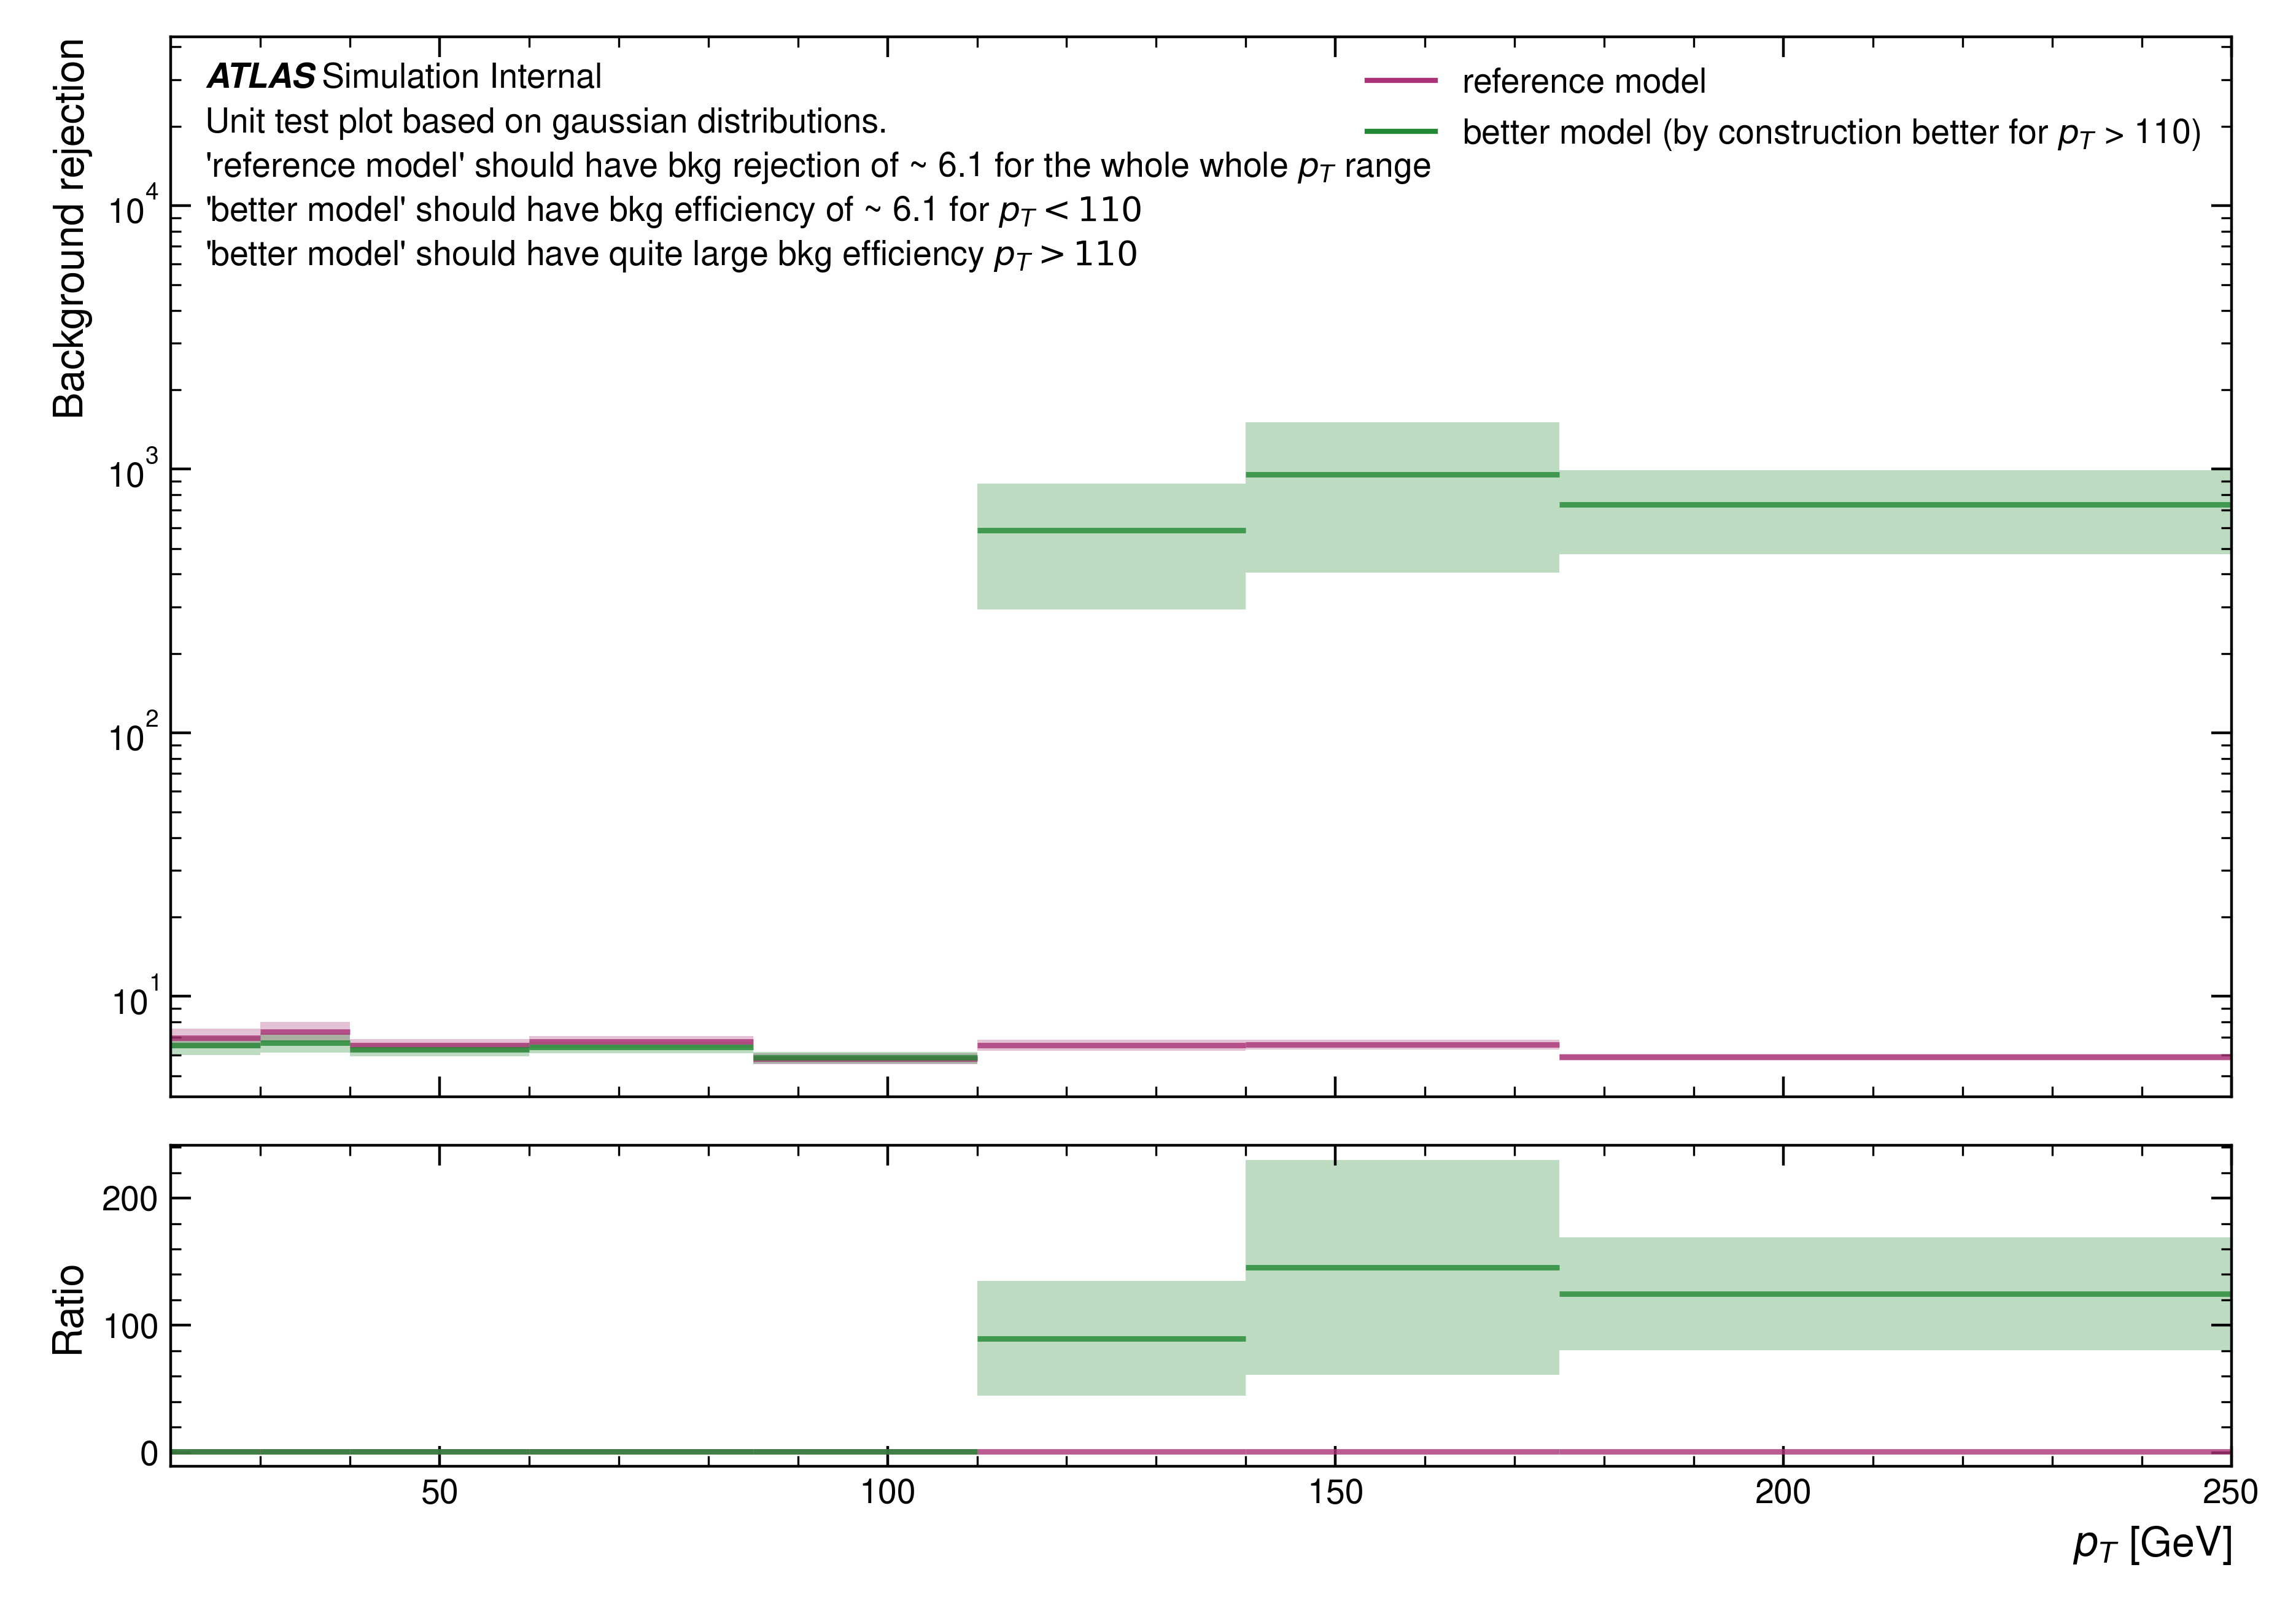 ATLAS Simulation Internal
Unit test plot based on gaussian distributions.
'reference model' should have bkg rejection of ~ 6.1 for the whole whole p_T range
'better model' should have bkg efficiency of ~ 6.1 for p_T < 110
'better model' should have quite large bkg efficiency p_T > 110
reference model
better model (by construction better for p_T > 110)
Background rejection
10^4
10^3
10^2
10^1
Ratio
200
100
0
50 100 150 200 250
p_T [GeV]